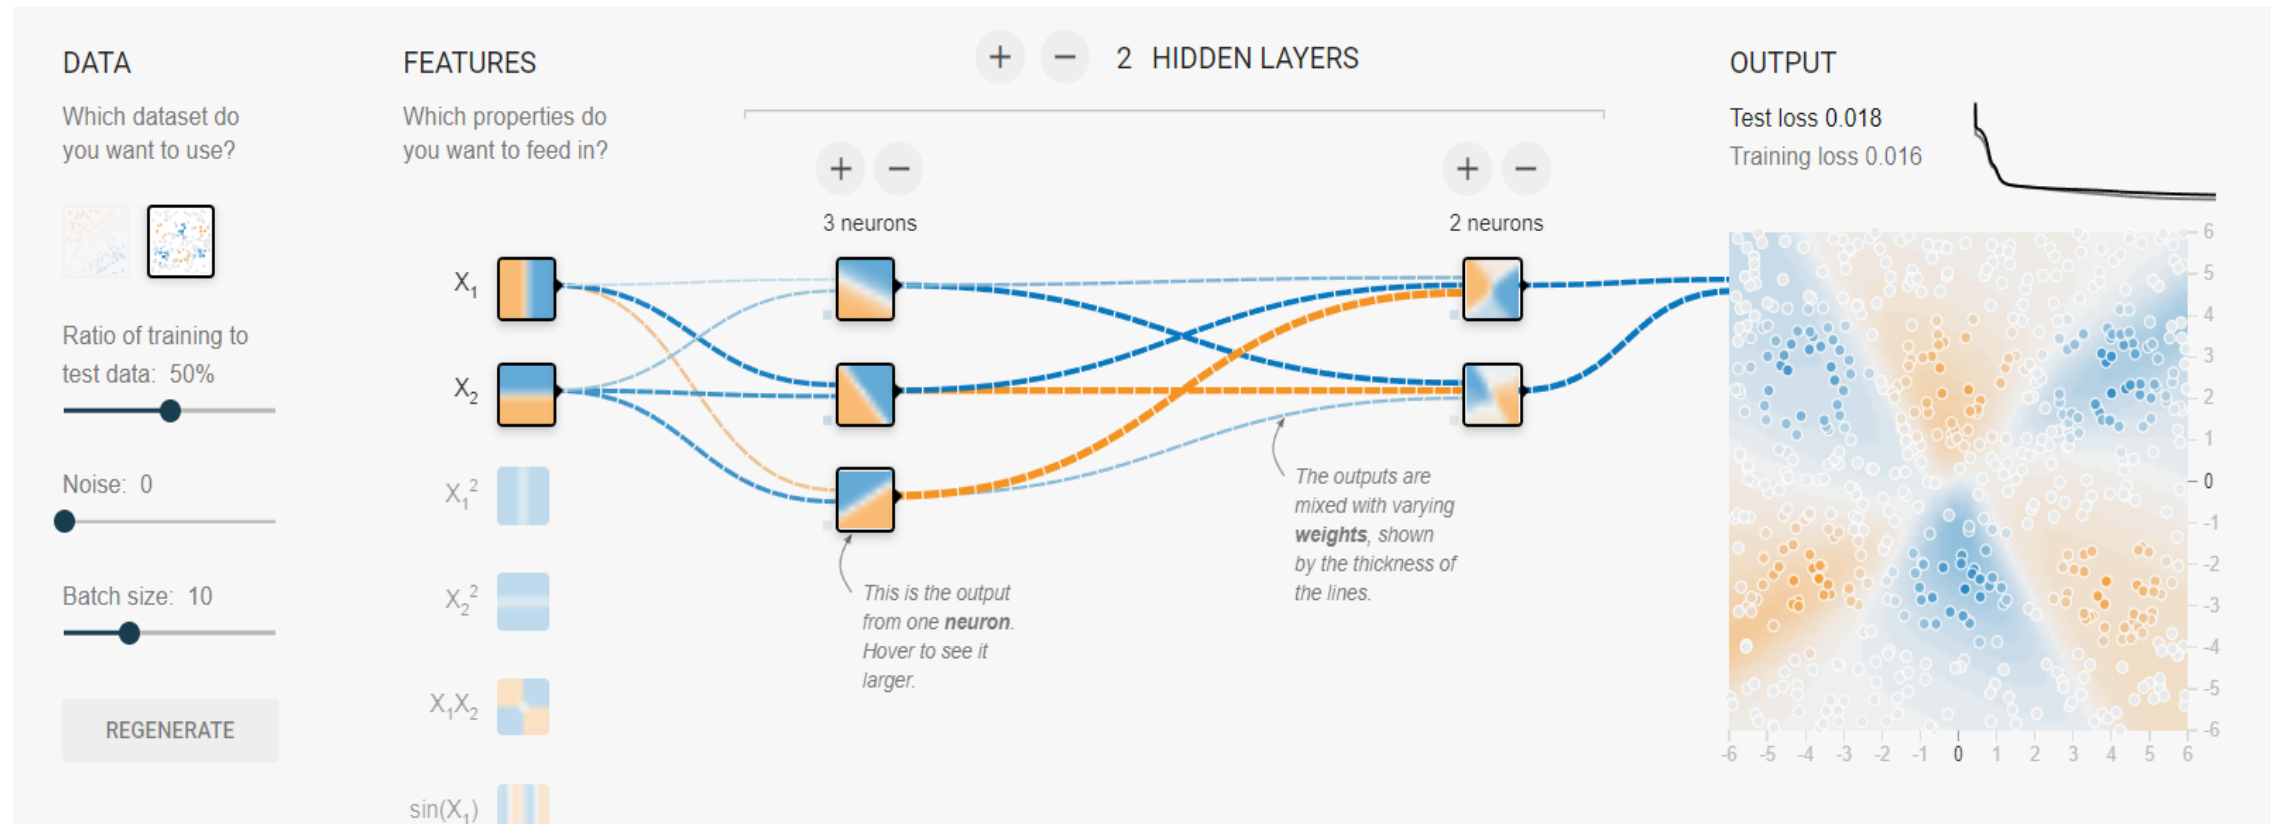 DATA
Which dataset do
you want to use?
Ratio of training to
test data: 50%
Noise: 0
Batch size: 10
REGENERATE
FEATURES
Which properties do
you want to feed in?
X₁
X₂
X₁²
X₂²
X₁X₂
sin(X₁)
2 HIDDEN LAYERS
3 neurons
2 neurons
This is the output
from one neuron.
Hover to see it
larger.
The outputs are
mixed with varying
weights, shown
by the thickness of
the lines.
OUTPUT
Test loss 0.018
Training loss 0.016
6
5
4
3
2
1
0
-1
-2
-3
-4
-5
-6
-6 -5 -4 -3 -2 -1 0 1 2 3 4 5 6